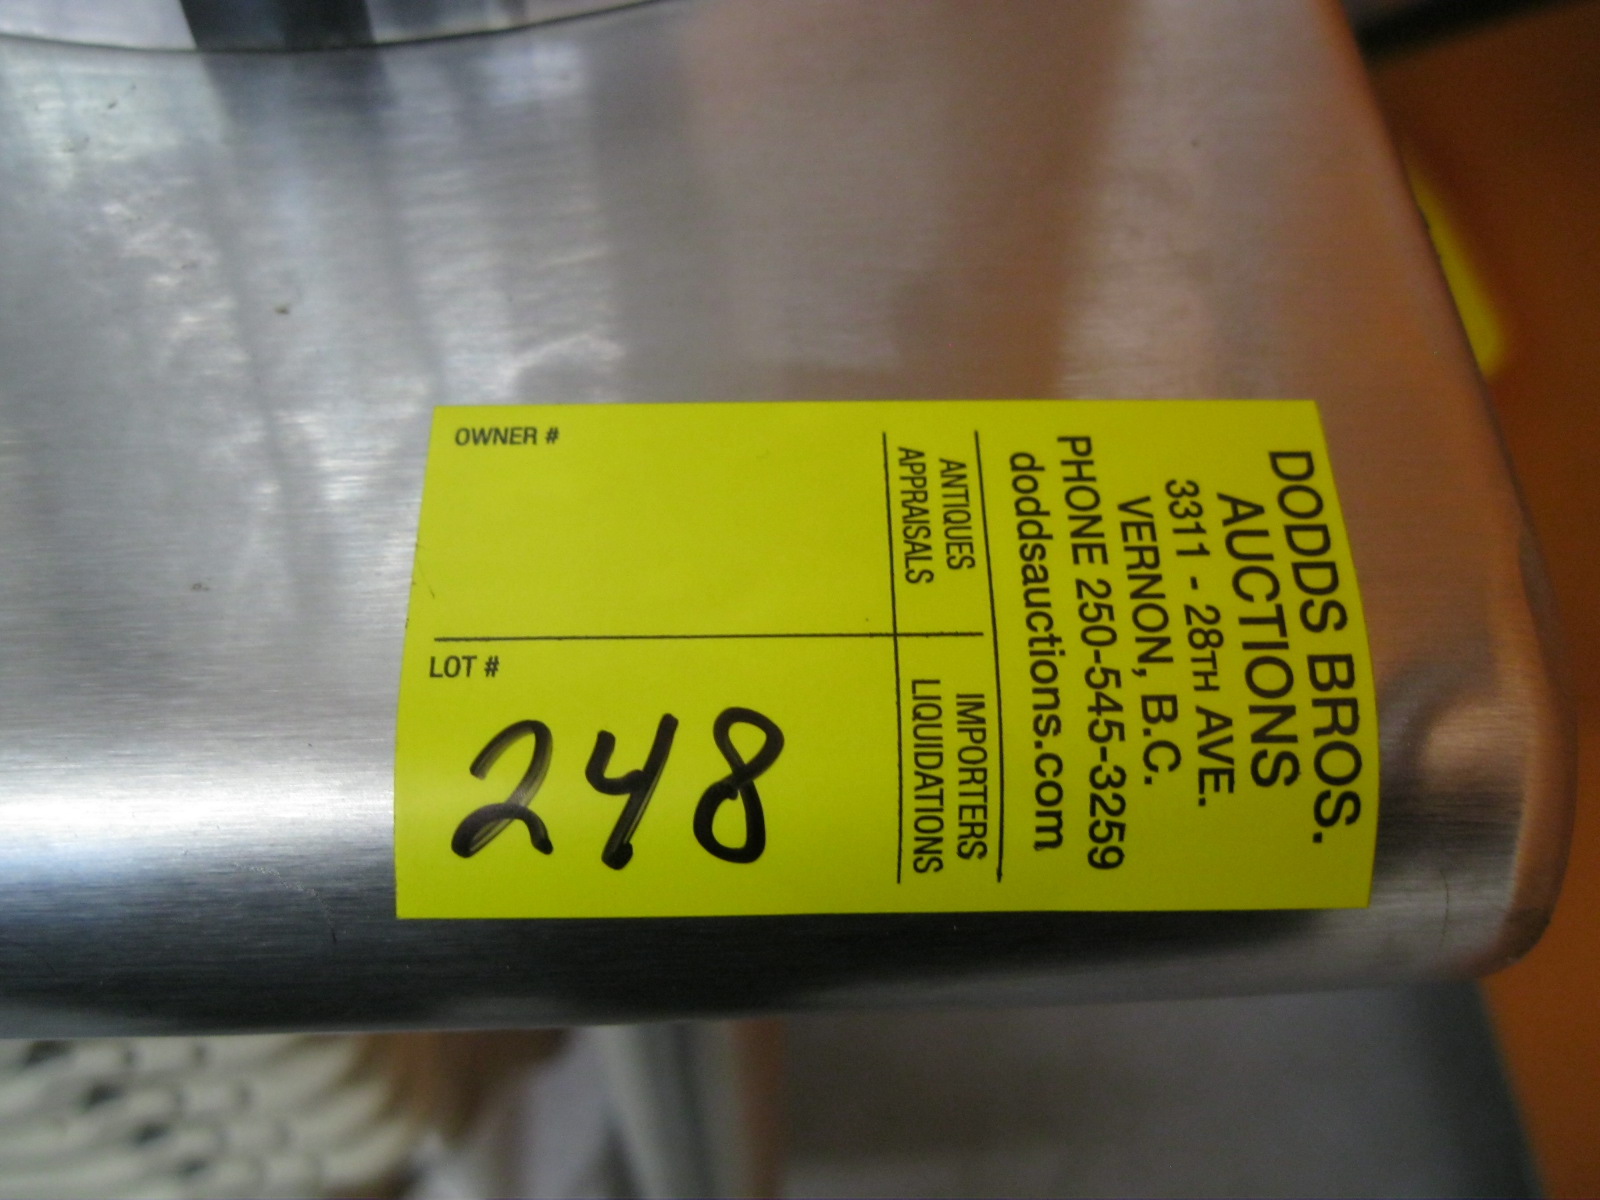 DODDS BROS.
AUCTIONS
3311 - 28TH AVE.
VERNON, B.C.
PHONE 250-545-3259
doddsauctions.com
ANTIQUES IMPORTERS
APPRAISALS LIQUIDATIONS
OWNER #
LOT #
248